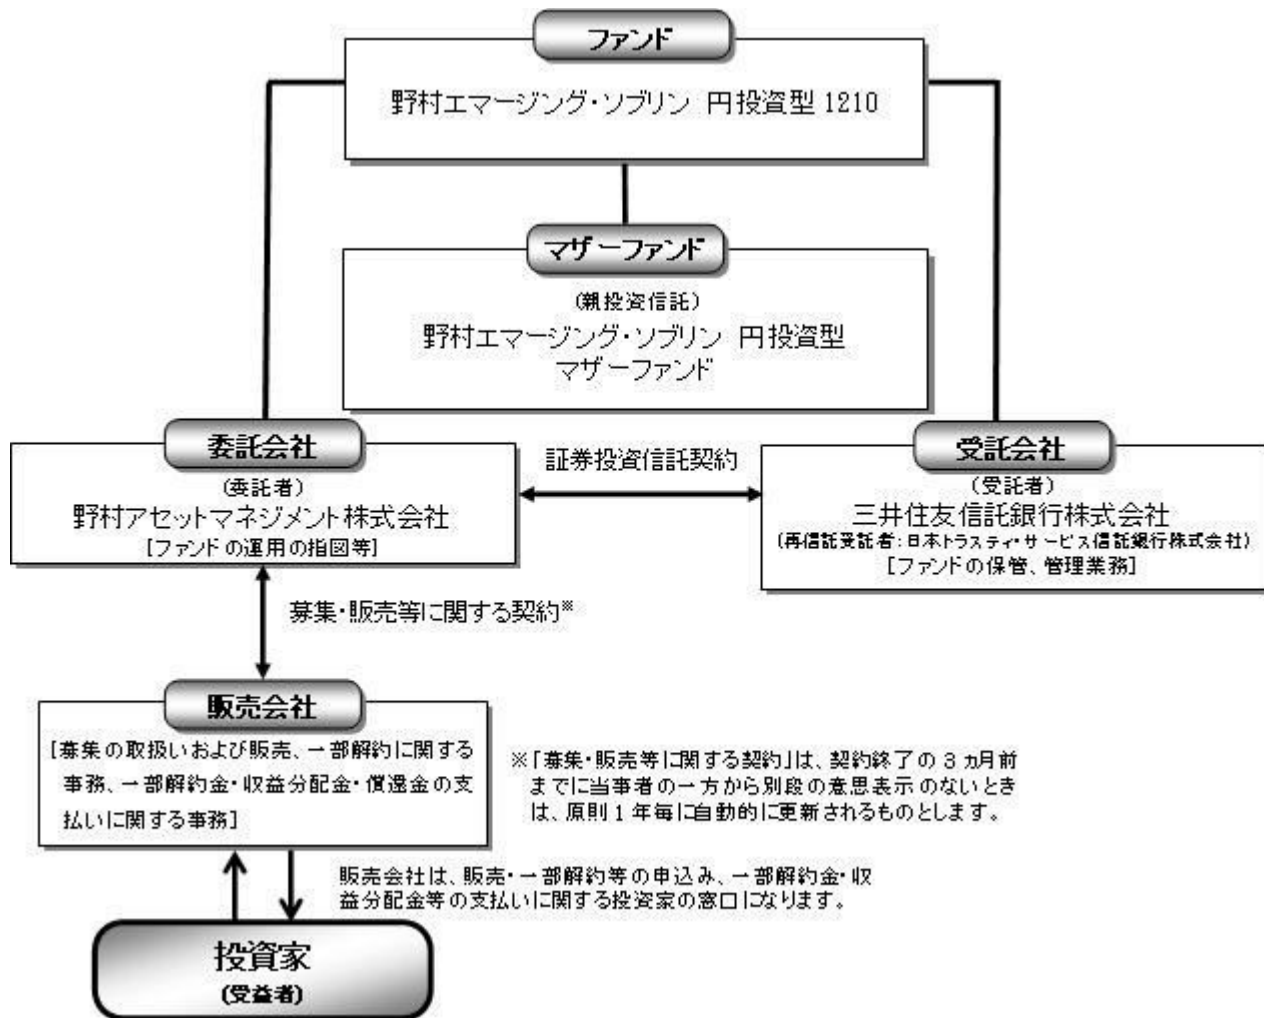 ファンド
野村エマージング・ソブリン 円投資型 1210
マザーファンド
(親投資信託)
野村エマージング・ソブリン 円投資型
マザーファンド
委託会社
(委託者)
野村アセットマネジメント株式会社
[ファンドの運用の指図等]
証券投資信託契約
受託会社
(受託者)
三井住友信託銀行株式会社
(再信託受託者:日本トラスティ・サービス信託銀行株式会社)
[ファンドの保管、管理業務]
募集・販売等に関する契約※
販売会社
[募集の取扱いおよび販売、一部解約に関する
事務、一部解約金・収益分配金・償還金の支
払いに関する事務]
※「募集・販売等に関する契約」は、契約終了の3ヵ月前
までに当事者の一方から別段の意思表示のないとき
は、原則1年毎に自動的に更新されるものとします。
販売会社は、販売・一部解約等の申込み、一部解約金・収
益分配金等の支払いに関する投資家の窓口になります。
投資家
(受益者)